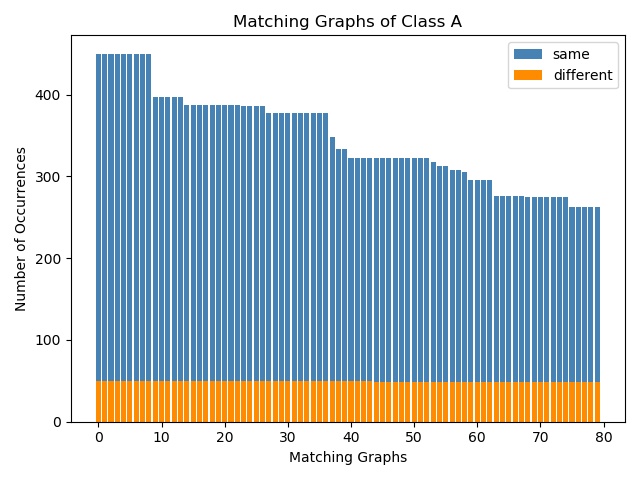 Matching Graphs of Class A
same
different
Number of Occurrences
400
300
200
100
0
0 10 20 30 40 50 60 70 80
Matching Graphs